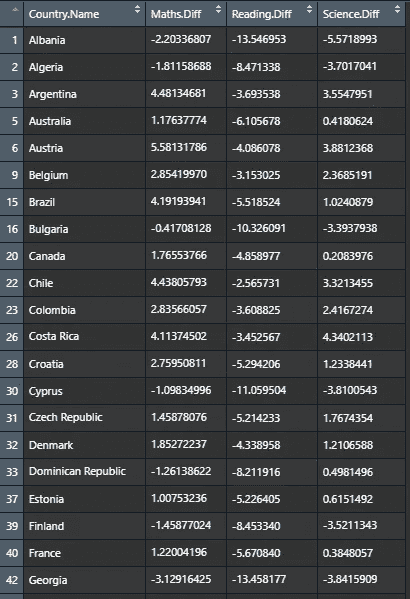 Country.Name Maths.Diff Reading.Diff Science.Diff
1 Albania -2.20336807 -13.546953 -5.5718993
2 Algeria -1.81158688 -8.471338 -3.7017041
3 Argentina 4.48134681 -3.693538 3.5547951
5 Australia 1.17637774 -6.105678 0.4180624
6 Austria 5.58131786 -4.086078 3.8812368
9 Belgium 2.85419970 -3.153025 2.3685191
15 Brazil 4.19193941 -5.518524 1.0240879
16 Bulgaria -0.41708128 -10.326091 -3.3937938
20 Canada 1.76553766 -4.858977 0.2083976
22 Chile 4.43805793 -2.565731 3.3213455
23 Colombia 2.83566057 -3.608825 2.4167274
26 Costa Rica 4.11374502 -3.452567 4.3402113
28 Croatia 2.75950811 -5.294206 1.2338441
30 Cyprus -1.09834996 -11.059504 -3.8100543
31 Czech Republic 1.45878076 -5.214233 1.7674354
32 Denmark 1.85272237 -4.338958 1.2106588
33 Dominican Republic -1.26138622 -8.211916 0.4981496
37 Estonia 1.00753236 -5.226405 0.6151492
39 Finland -1.45877024 -8.453340 -3.5211343
40 France 1.22004196 -5.670840 0.3848057
42 Georgia -3.12916425 -13.458177 -3.8415909